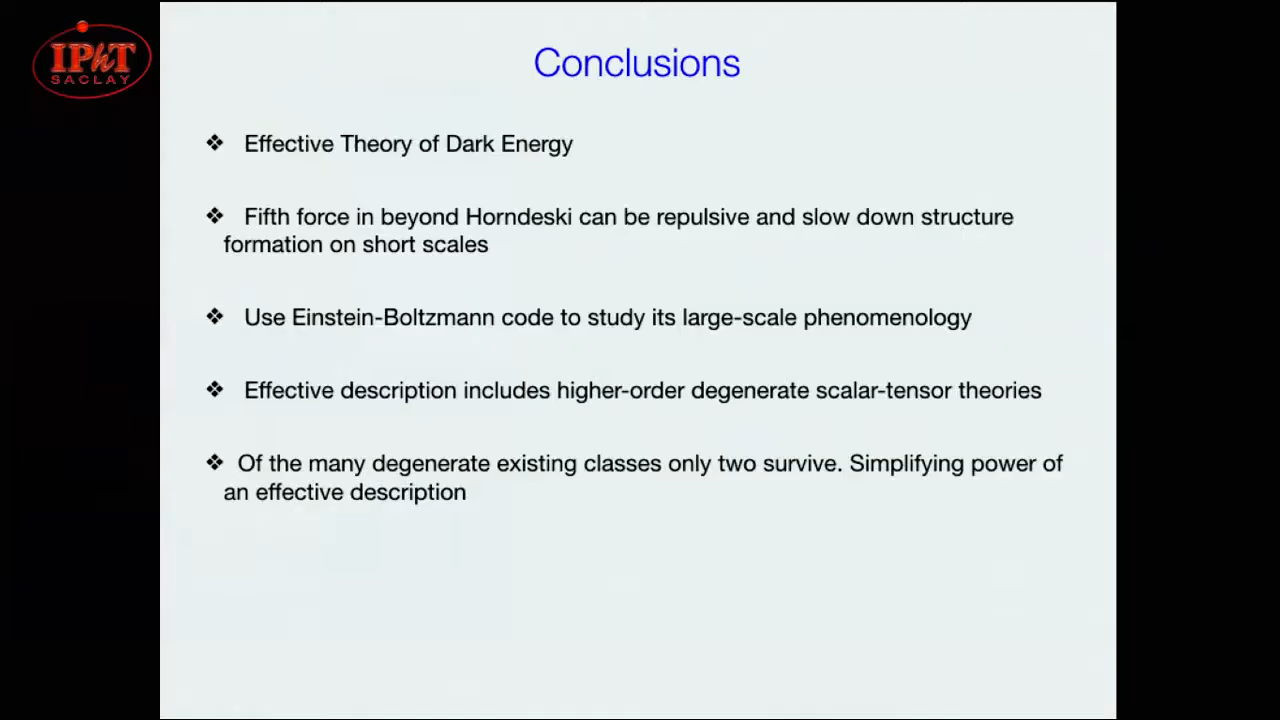 IPhT
SACLAY
Conclusions
❖ Effective Theory of Dark Energy
❖ Fifth force in beyond Horndeski can be repulsive and slow down structure
formation on short scales
❖ Use Einstein-Boltzmann code to study its large-scale phenomenology
❖ Effective description includes higher-order degenerate scalar-tensor theories
❖ Of the many degenerate existing classes only two survive. Simplifying power of
an effective description